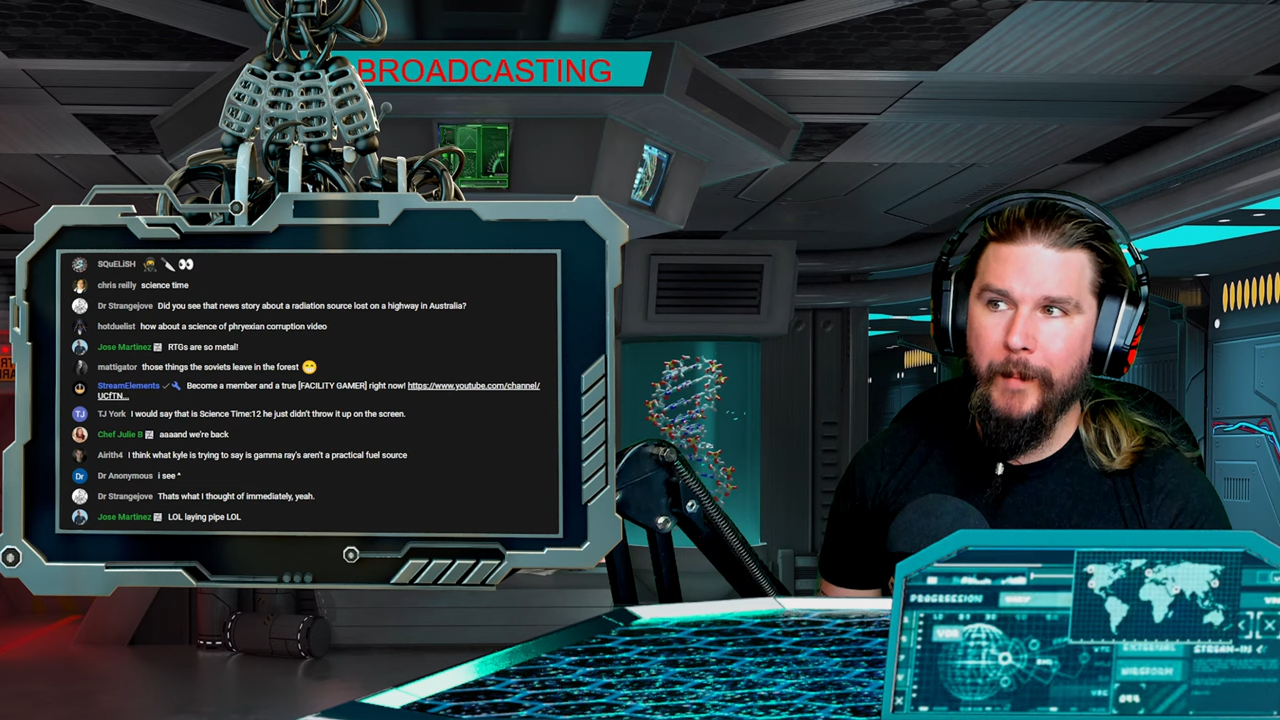 BROADCASTING
SQuELiSH
chris reilly science time
Dr Strangejove Did you see that news story about a radiation source lost on a highway in Australia?
hotduelist how about a science of phryexian corruption video
Jose Martinez RTGs are so metal!
mattigator those things the soviets leave in the forest
StreamElements Become a member and a true [FACILITY GAMER] right now! https://www.youtube.com/channel/
UCfTN...
TJ TJ York I would say that is Science Time:12 he just didn't throw it up on the screen.
Chef Julie B aaaand we're back
Airith4 I think what kyle is trying to say is gamma ray's aren't a practical fuel source
Dr Dr Anonymous i see ^
Dr Strangejove Thats what I thought of immediately, yeah.
Jose Martinez LOL laying pipe LOL
PROGRESSION
EXTERNAL
STREAM-IN
WAVEFORM